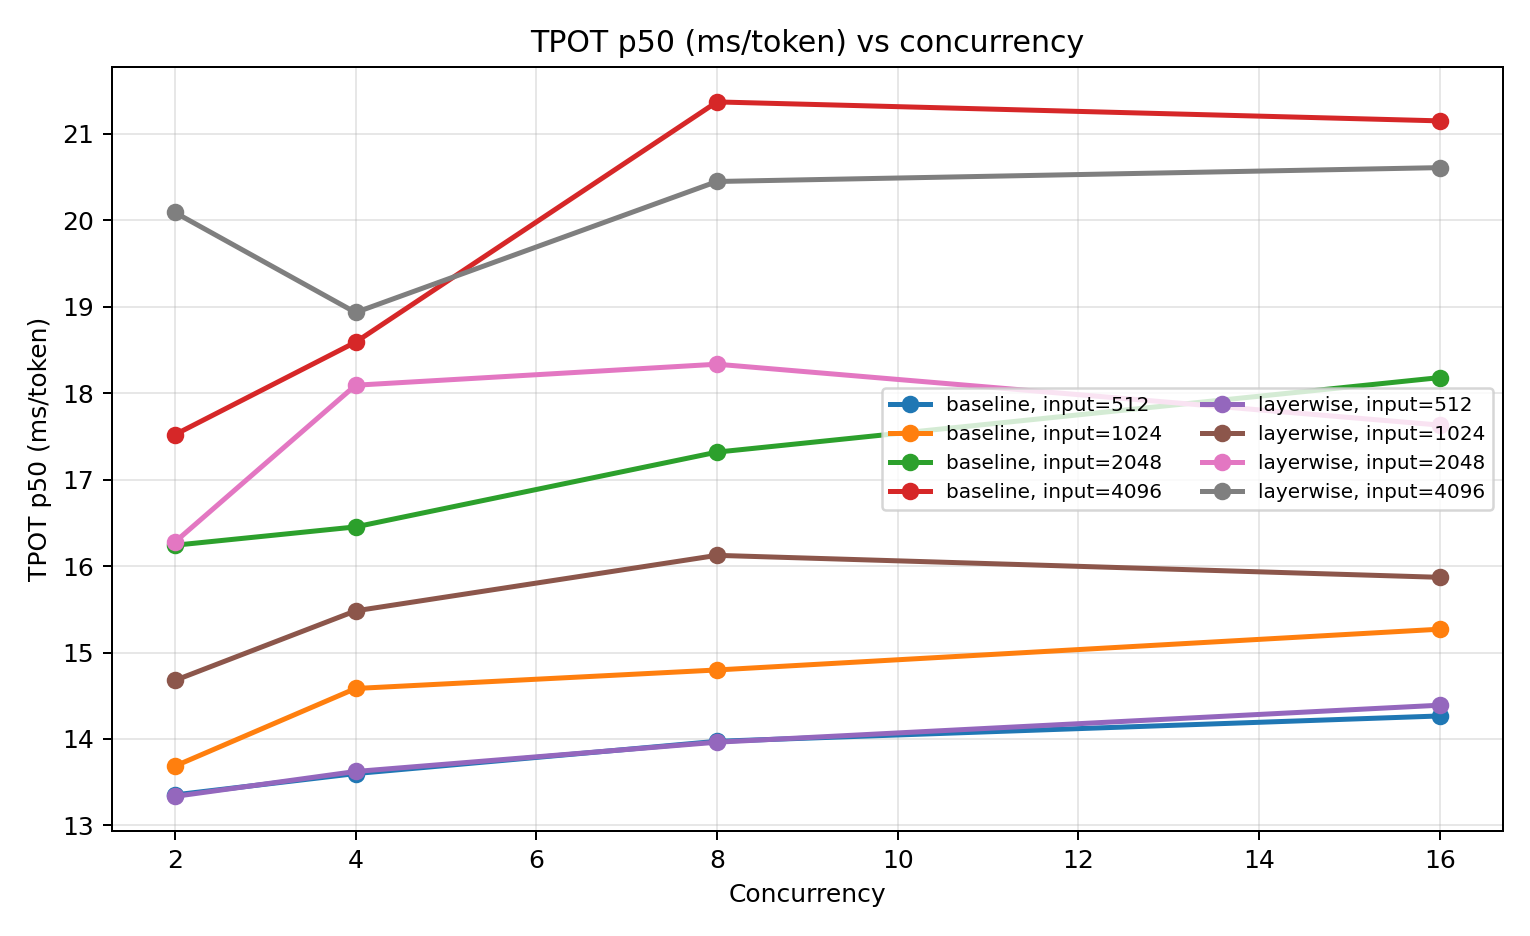 TPOT p50 (ms/token) vs concurrency
TPOT p50 (ms/token)
21
20
19
18
17
16
15
14
13
baseline, input=512
baseline, input=1024
baseline, input=2048
baseline, input=4096
layerwise, input=512
layerwise, input=1024
layerwise, input=2048
layerwise, input=4096
2 4 6 8 10 12 14 16
Concurrency